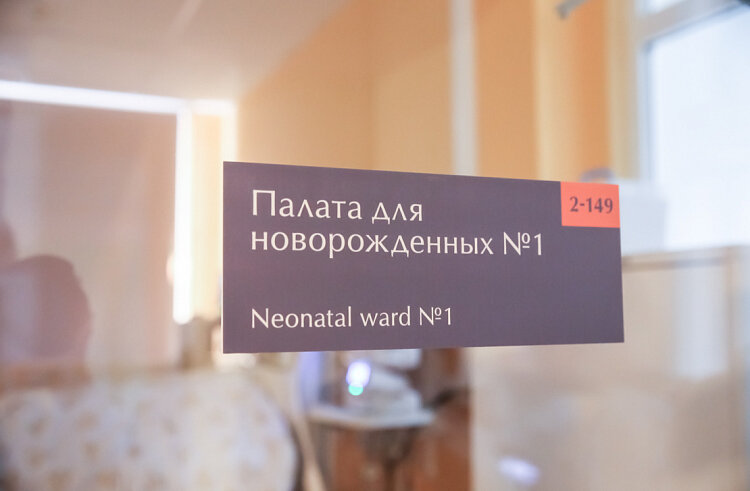 Палата для
новорожденных №1
2-149
Neonatal ward №1